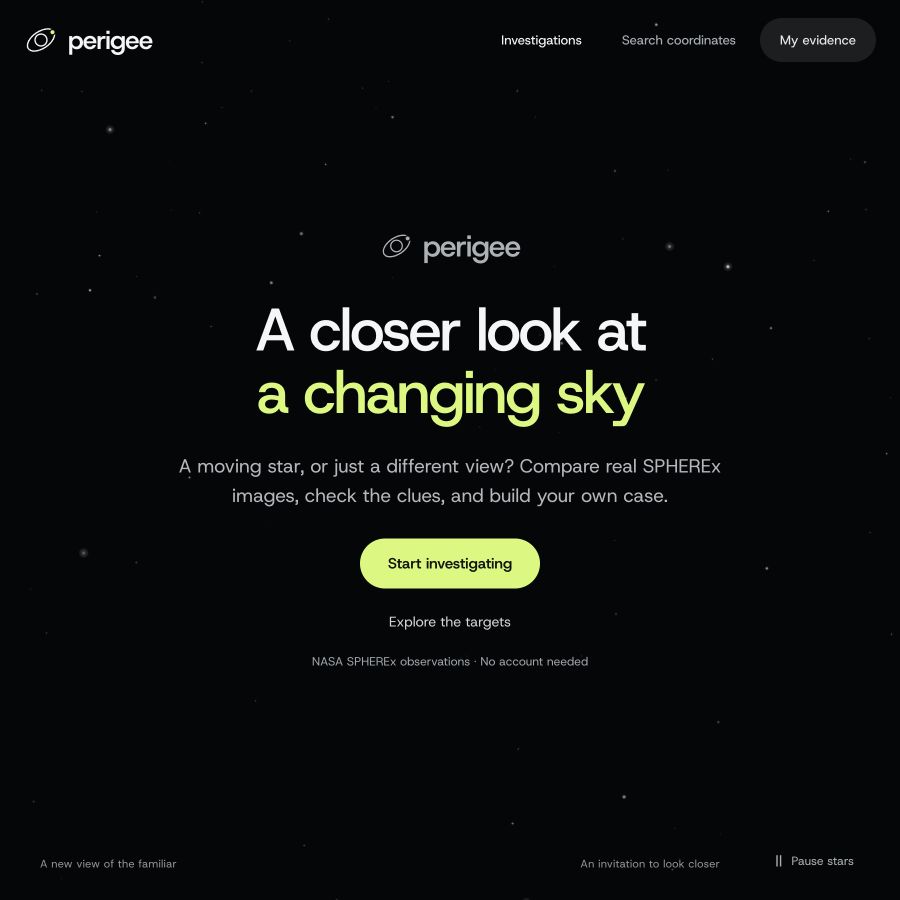 perigee
Investigations
Search coordinates
My evidence
perigee
A closer look at
a changing sky
A moving star, or just a different view? Compare real SPHEREx
images, check the clues, and build your own case.
Start investigating
Explore the targets
NASA SPHEREx observations · No account needed
A new view of the familiar
An invitation to look closer
Pause stars